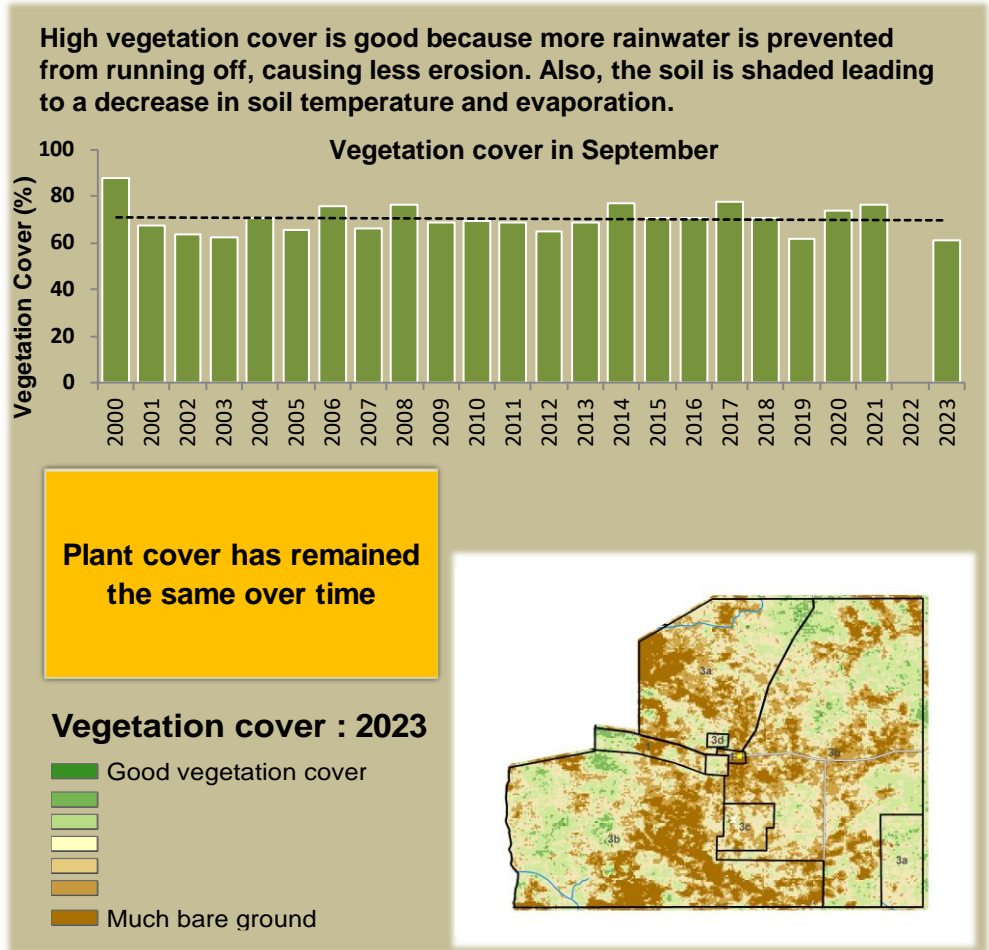 High vegetation cover is good because more rainwater is prevented
from running off, causing less erosion. Also, the soil is shaded leading
to a decrease in soil temperature and evaporation.
Vegetation cover in September
Vegetation Cover (%)
100
80
60
40
20
0
2000 2001 2002 2003 2004 2005 2006 2007 2008 2009 2010 2011 2012 2013 2014 2015 2016 2017 2018 2019 2020 2021 2022 2023
Plant cover has remained
the same over time
Vegetation cover : 2023
Good vegetation cover
Much bare ground
3a
3d
3b
3c
3b
3a